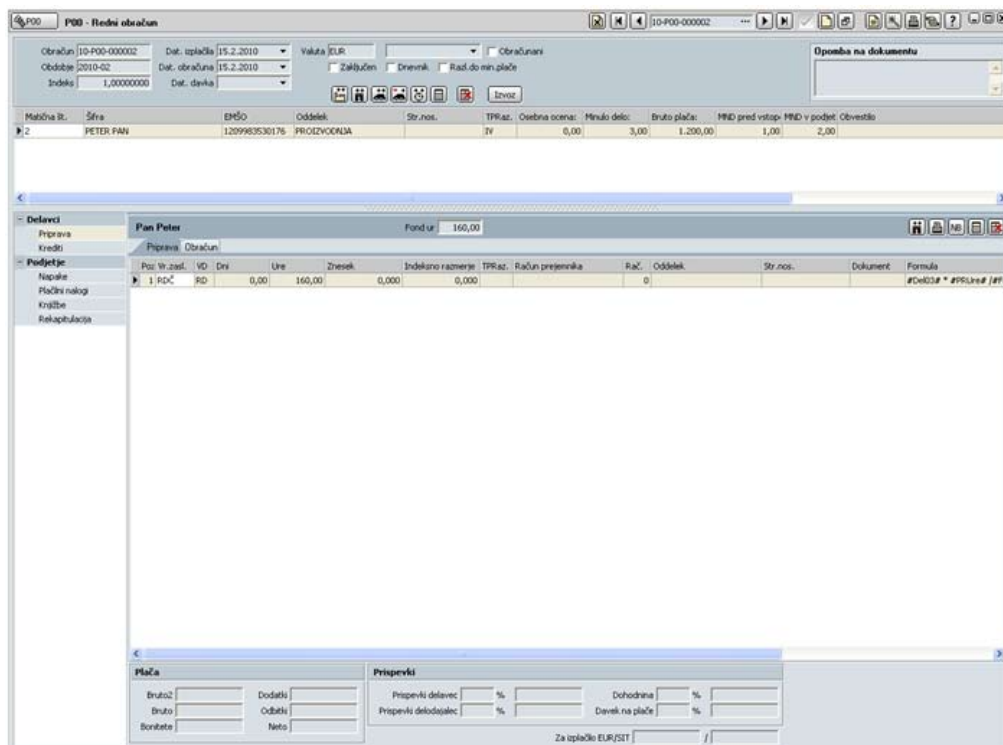 P00 P00 - Redni obračun 10-P00-000002
Obračun 10-P00-000002 Dat. izplačila 15.2.2010 Valuta EUR Obračunani Opomba na dokumentu
Obdobje 2010-02 Dat. obračuna 15.2.2010 Zaključen Dnevnik Razl.do min.plače
Indeks 1,00000000 Dat. davka
Izvoz
Matična št. Šifra EMŠO Oddelek Str.nos. TPRaz. Osebna ocena: Minulo delo: Bruto plača: MND pred vstop MND v podjet Obvestilo
2 PETER PAN 1209983530176 PROIZVODNJA IV 0,00 3,00 1.200,00 1,00 2,00
Delavci
Priprava
Krediti
Podjetje
Napake
Plačilni nalogi
Knjižbe
Rekapitulacija
Pan Peter Fond ur 160,00 NB
Priprava Obračun
Poz Vr.zasl. VD Dni Ure Znesek Indeksno razmerje TPRaz. Račun prejemnika Rač. Oddelek Str.nos. Dokument Formula
1 RDČ RD 0,00 160,00 0,000 0,000 0 #Del03# * #PRUre# /#F
Plača Prispevki
Bruto2 Dodatki Prispevki delavec % Dohodnina %
Bruto Odbitki Prispevki delodajalec % Davek na plače %
Bonitete Neto Za izplačilo EUR/SIT /